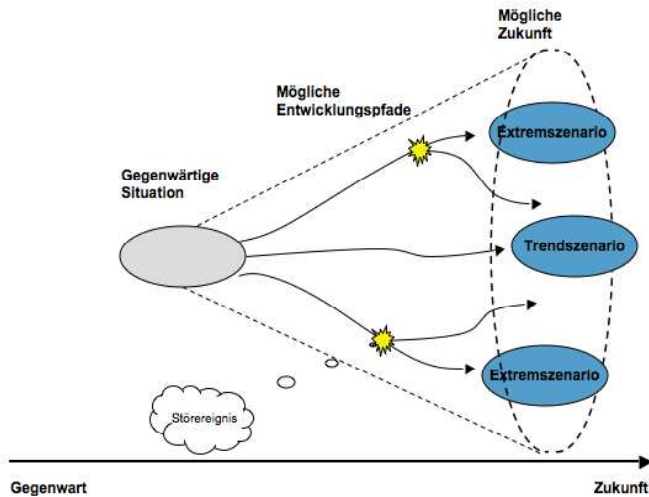 Mögliche
Zukunft
Mögliche
Entwicklungspfade
Extremszenario
Gegenwärtige
Situation
Trendszenario
Extremszenario
Störereignis
Gegenwart
Zukunft